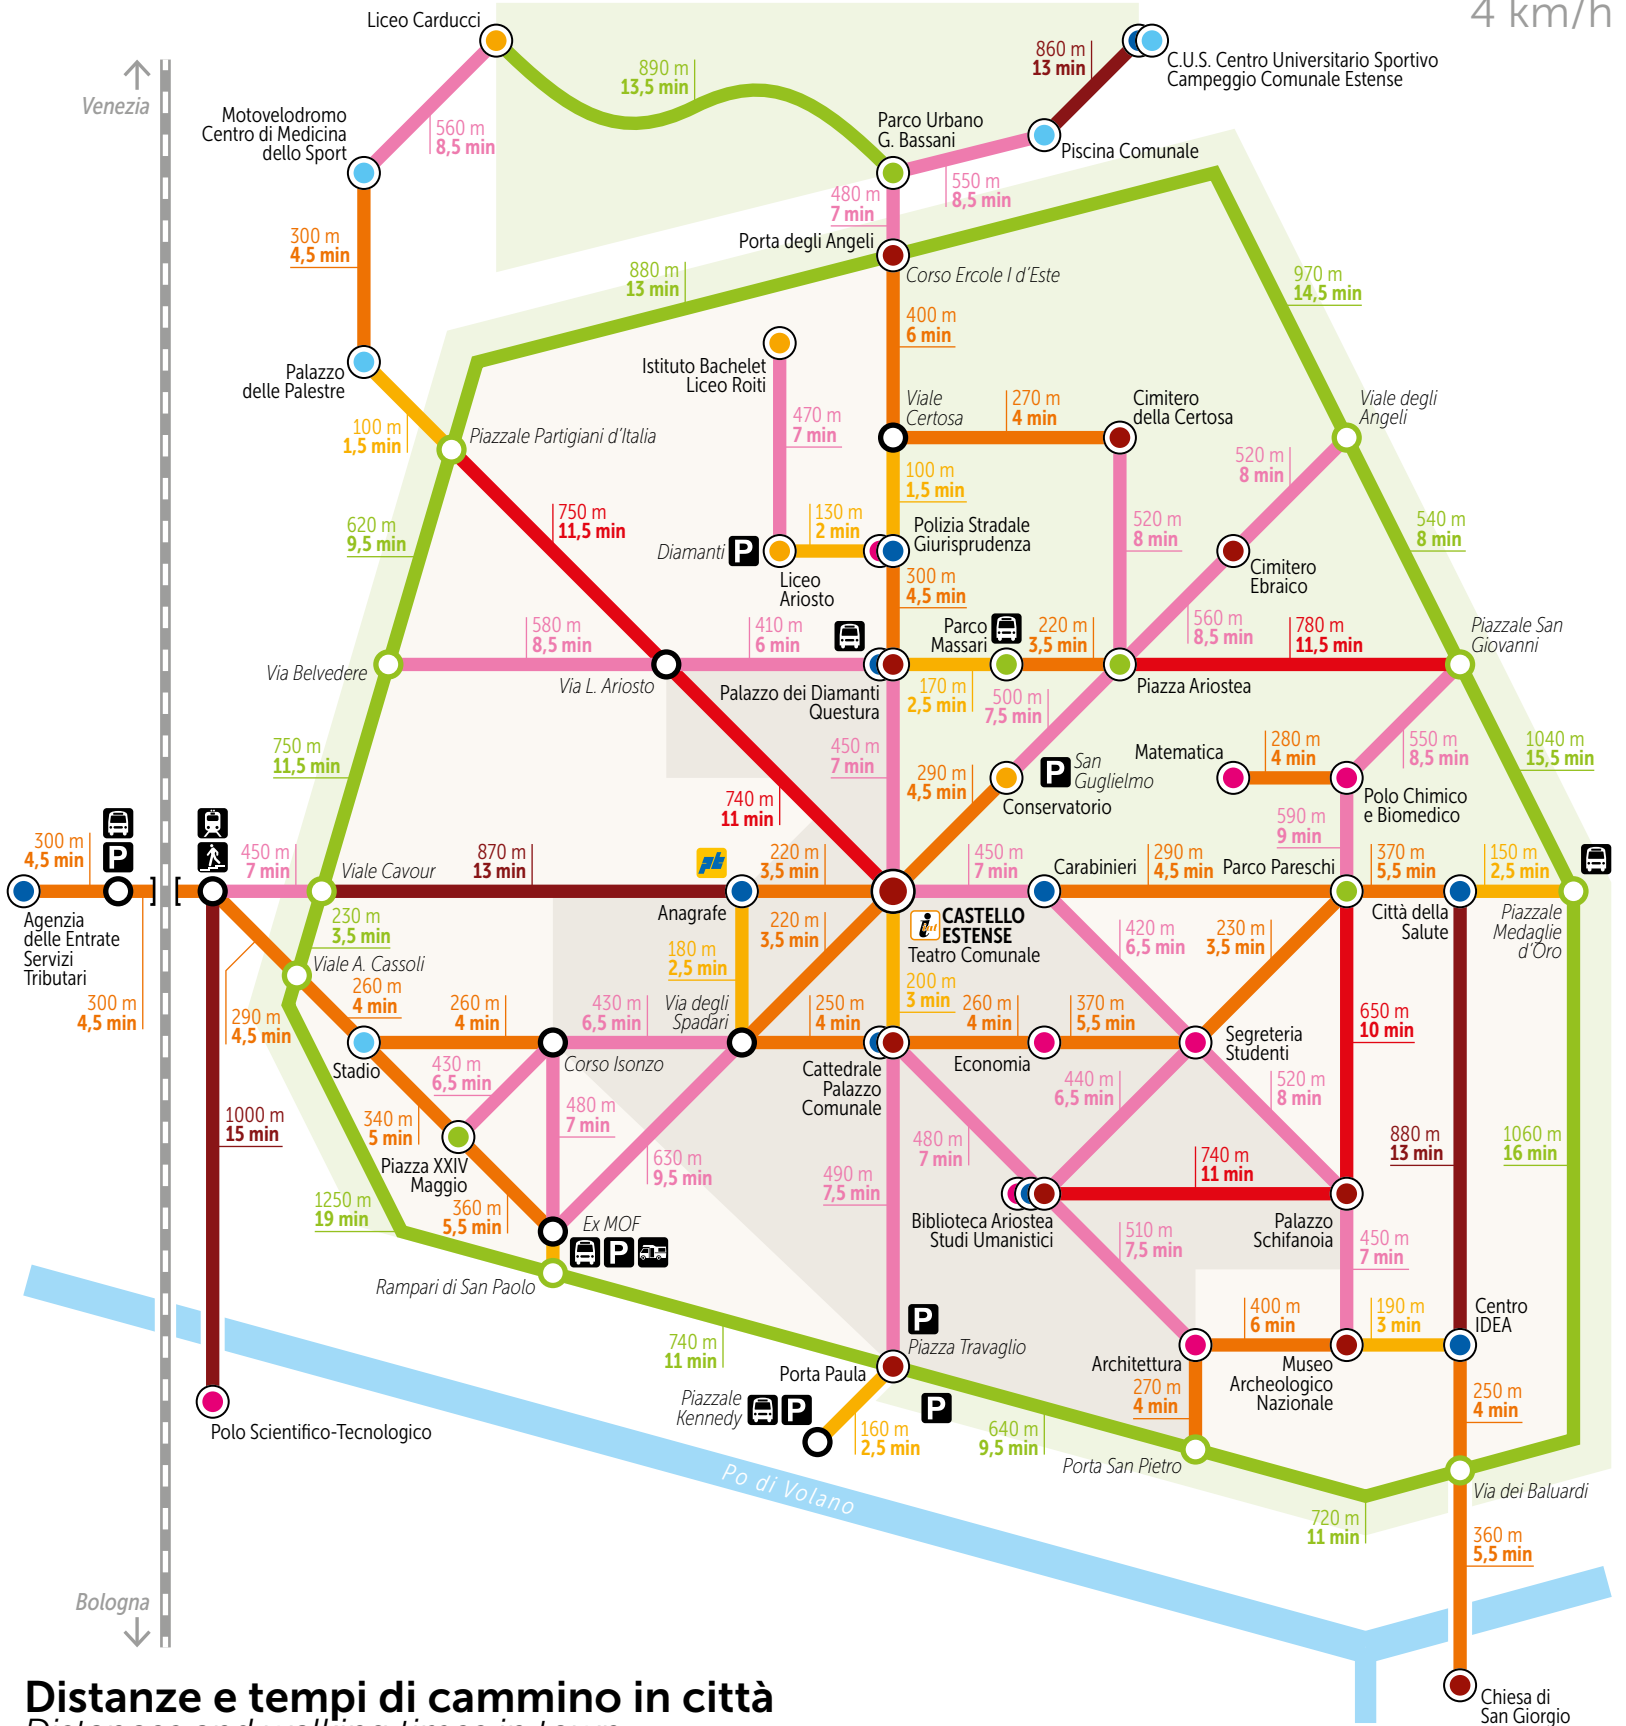 4 km/h
Liceo Carducci
890 m
13,5 min
860 m
13 min
C.U.S. Centro Universitario Sportivo
Campeggio Comunale Estense
Venezia
Motovelodromo
Centro di Medicina
dello Sport
560 m
8,5 min
Parco Urbano
G. Bassani
Piscina Comunale
550 m
8,5 min
480 m
7 min
300 m
4,5 min
Porta degli Angeli
Corso Ercole I d'Este
880 m
13 min
970 m
14,5 min
400 m
6 min
Istituto Bachelet
Liceo Roiti
Palazzo
delle Palestre
Viale
Certosa
270 m
4 min
Cimitero
della Certosa
Viale degli
Angeli
100 m
1,5 min
Piazzale Partigiani d'Italia
470 m
7 min
520 m
8 min
100 m
1,5 min
620 m
9,5 min
750 m
11,5 min
130 m
2 min
Polizia Stradale
Giurisprudenza
520 m
8 min
540 m
8 min
Diamanti
P
Liceo
Ariosto
300 m
4,5 min
Cimitero
Ebraico
580 m
8,5 min
410 m
6 min
Parco
Massari
220 m
3,5 min
560 m
8,5 min
780 m
11,5 min
Piazzale San
Giovanni
Via Belvedere
Via L. Ariosto
Palazzo dei Diamanti
Questura
170 m
2,5 min
500 m
7,5 min
Piazza Ariostea
750 m
11,5 min
450 m
7 min
290 m
4,5 min
P
San
Guglielmo
Conservatorio
Matematica
280 m
4 min
550 m
8,5 min
1040 m
15,5 min
740 m
11 min
Polo Chimico
e Biomedico
590 m
9 min
300 m
4,5 min
P
450 m
7 min
Viale Cavour
870 m
13 min
220 m
3,5 min
450 m
7 min
Carabinieri
290 m
4,5 min
Parco Pareschi
370 m
5,5 min
150 m
2,5 min
Agenzia
delle Entrate
Servizi
Tributari
300 m
4,5 min
230 m
3,5 min
Anagrafe
220 m
3,5 min
CASTELLO
ESTENSE
Teatro Comunale
420 m
6,5 min
230 m
3,5 min
Città della
Salute
Piazzale
Medaglie
d'Oro
Viale A. Cassoli
260 m
4 min
180 m
2,5 min
200 m
3 min
290 m
4,5 min
260 m
4 min
430 m
6,5 min
Via degli
Spadari
250 m
4 min
260 m
4 min
370 m
5,5 min
650 m
10 min
Stadio
Corso Isonzo
Cattedrale
Palazzo
Comunale
Economia
Segreteria
Studenti
430 m
6,5 min
440 m
6,5 min
520 m
8 min
1000 m
15 min
340 m
5 min
480 m
7 min
480 m
7 min
880 m
13 min
1060 m
16 min
Piazza XXIV
Maggio
630 m
9,5 min
490 m
7,5 min
740 m
11 min
1250 m
19 min
360 m
5,5 min
Ex MOF
P
Biblioteca Ariostea
Studi Umanistici
510 m
7,5 min
Palazzo
Schifanoia
450 m
7 min
Rampari di San Paolo
740 m
11 min
P
Piazza Travaglio
Porta Paula
400 m
6 min
190 m
3 min
Centro
IDEA
Architettura
Museo
Archeologico
Nazionale
270 m
4 min
250 m
4 min
Piazzale
Kennedy
P
P
160 m
2,5 min
640 m
9,5 min
Polo Scientifico-Tecnologico
Porta San Pietro
Via dei Baluardi
Po di Volano
720 m
11 min
360 m
5,5 min
Bologna
Chiesa di
San Giorgio
Distanze e tempi di cammino in città
Distances and walking times in town